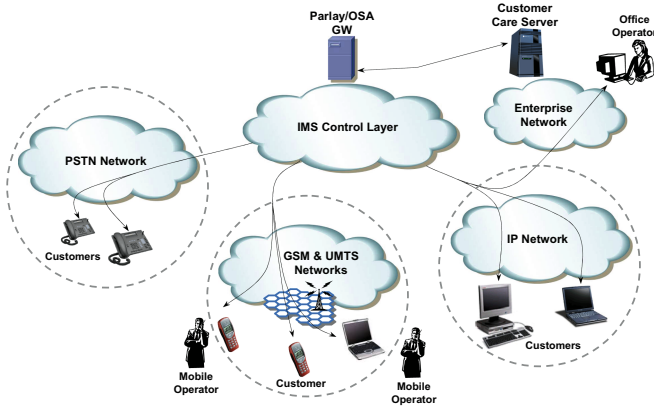 Parlay/OSA
GW
Customer
Care Server
Office
Operator
IMS Control Layer
Enterprise
Network
PSTN Network
Customers
GSM & UMTS
Networks
IP Network
Customers
Mobile
Operator
Customer
Mobile
Operator